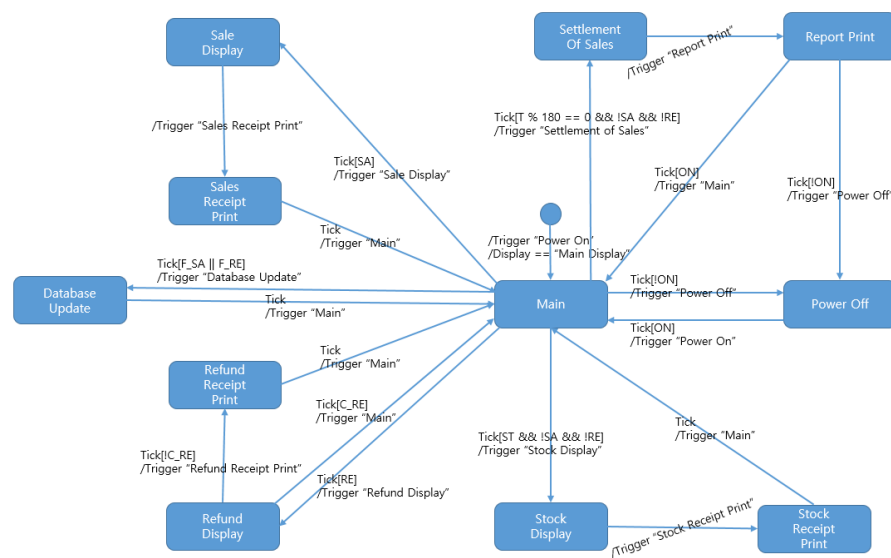 Sale
Display
Settlement
Of Sales
Report Print
/Trigger "Report Print"
/Trigger "Sales Receipt Print"
Tick[T % 180 == 0 && !SA && !RE]
/Trigger "Settlement of Sales"
Tick[SA]
/Trigger "Sale Display"
Tick[ON]
/Trigger "Main"
Tick[!ON]
/Trigger "Power Off"
Sales
Receipt
Print
Tick
/Trigger "Main"
/Trigger "Power On"
/Display == "Main Display"
Tick[F_SA || F_RE]
/Trigger "Database Update"
Database
Update
Tick
/Trigger "Main"
Main
Tick[!ON]
/Trigger "Power Off"
Power Off
Tick[ON]
/Trigger "Power On"
Refund
Receipt
Print
Tick
/Trigger "Main"
Tick[C_RE]
/Trigger "Main"
Tick[ST && !SA && !RE]
/Trigger "Stock Display"
Tick
/Trigger "Main"
Tick[!C_RE]
/Trigger "Refund Receipt Print"
Tick[RE]
/Trigger "Refund Display"
Refund
Display
Stock
Display
/Trigger "Stock Receipt Print"
Stock
Receipt
Print